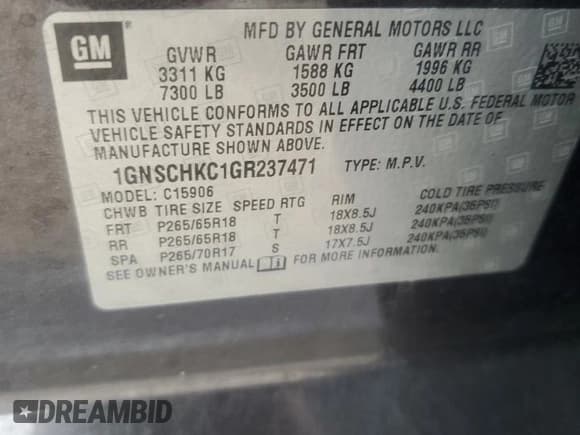 GM
MFD BY GENERAL MOTORS LLC
GVWR GAWR FRT GAWR RR
3311 KG 1588 KG 1996 KG
7300 LB 3500 LB 4400 LB
THIS VEHICLE CONFORMS TO ALL APPLICABLE U.S. FEDERAL MOTOR
VEHICLE SAFETY STANDARDS IN EFFECT ON THE DATE OF
MANUFACTURE SHOWN ABOVE.
1GNSCHKC1GR237471 TYPE: M.P.V.
MODEL: C15906
CHWB TIRE SIZE SPEED RTG RIM COLD TIRE PRESSURE
FRT P265/65R18 T 18X8.5J 240KPA(35PSI)
RR P265/65R18 T 18X8.5J 240KPA(35PSI)
SPA P265/70R17 S 17X7.5J 240KPA(35PSI)
SEE OWNER'S MANUAL FOR MORE INFORMATION.
DREAMBID